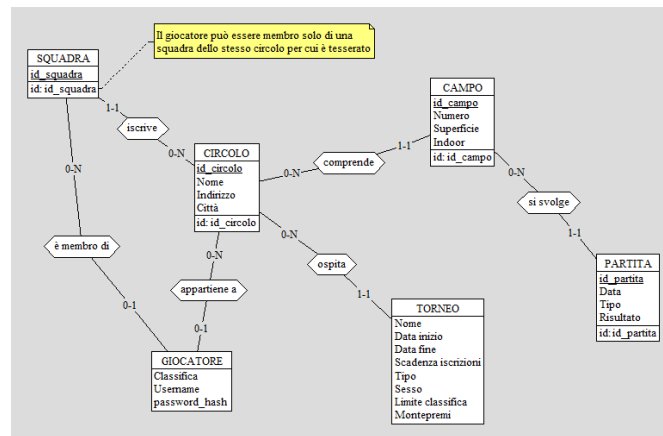 Il giocatore può essere membro solo di una
squadra dello stesso circolo per cui è tesserato
SQUADRA
id_squadra
id: id_squadra
1-1
iscrive
0-N
CIRCOLO
id_circolo
Nome
Indirizzo
Città
id: id_circolo
0-N
comprende
1-1
CAMPO
id_campo
Numero
Superficie
Indoor
id: id_campo
0-N
si svolge
1-1
PARTITA
id_partita
Data
Tipo
Risultato
id: id_partita
0-N
è membro di
0-1
0-N
appartiene a
0-1
0-N
ospita
1-1
GIOCATORE
Classifica
Username
password_hash
TORNEO
Nome
Data inizio
Data fine
Scadenza iscrizioni
Tipo
Sesso
Limite classifica
Montepremi